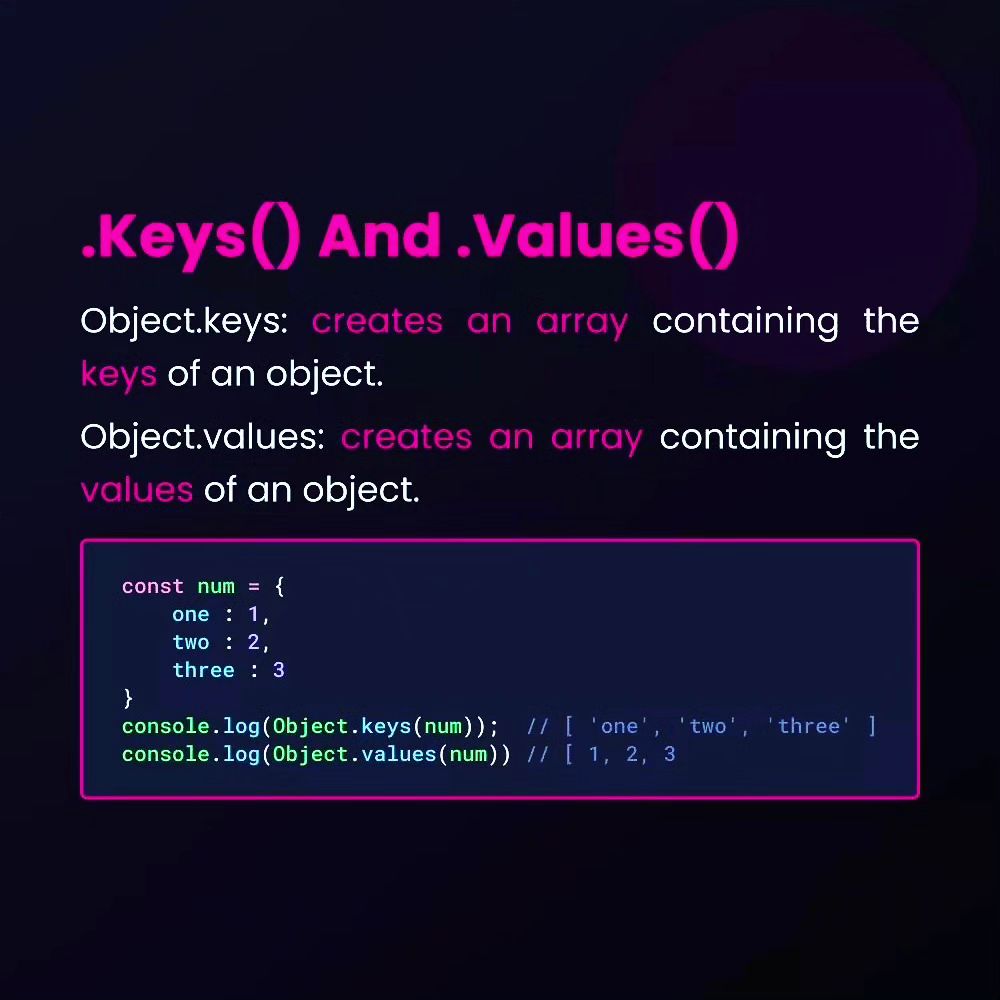 .Keys() And .Values()
Object.keys: creates an array containing the
keys of an object.
Object.values: creates an array containing the
values of an object.
const num = {
    one : 1,
    two : 2,
    three : 3
}
console.log(Object.keys(num));  // [ 'one', 'two', 'three' ]
console.log(Object.values(num)) // [ 1, 2, 3